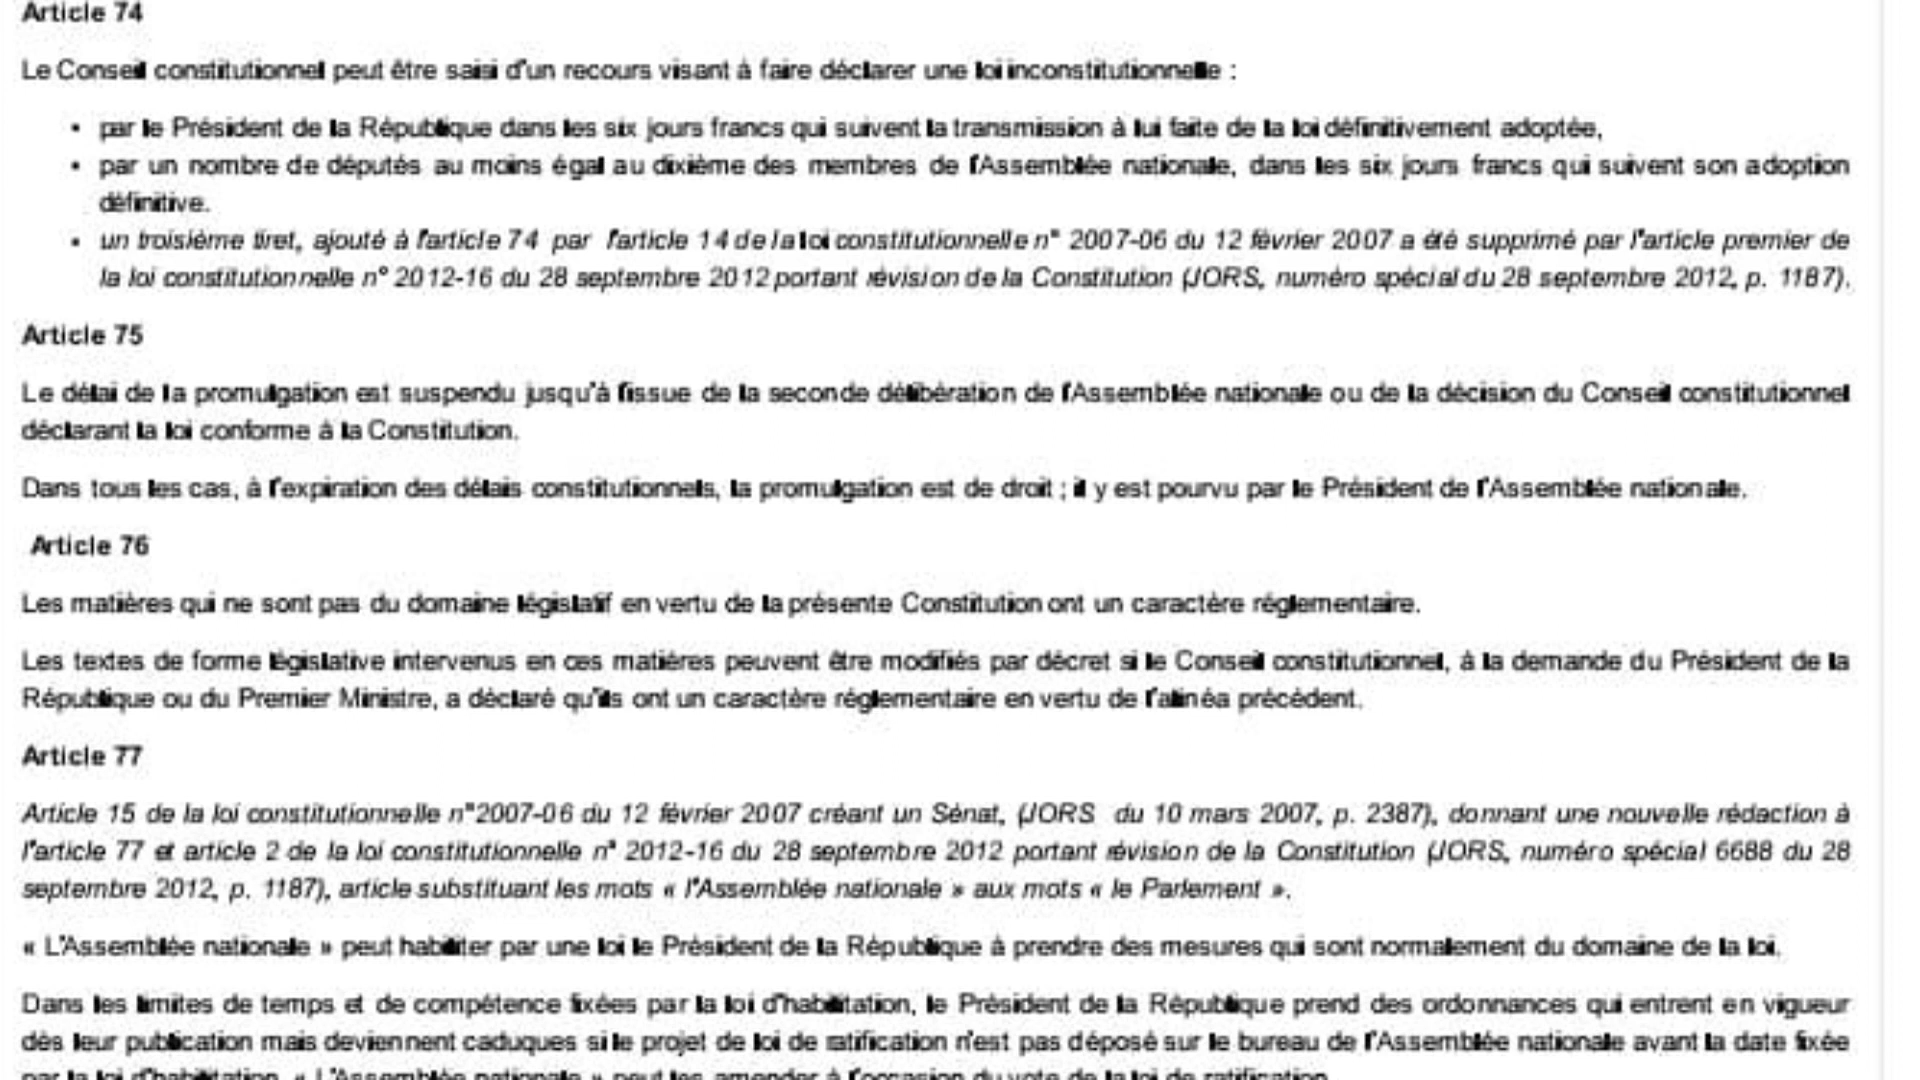 Article 74
Le Conseil constitutionnel peut être saisi d'un recours visant à faire déclarer une loi inconstitutionnelle :
• par le Président de la République dans les six jours francs qui suivent la transmission à lui faite de la loi définitivement adoptée,
• par un nombre de députés au moins égal au dixième des membres de l'Assemblée nationale, dans les six jours francs qui suivent son adoption
définitive.
• un troisième tiret, ajouté à l'article 74 par l'article 14 de la loi constitutionnelle n° 2007-06 du 12 février 2007 a été supprimé par l'article premier de
la loi constitutionnelle n° 2012-16 du 28 septembre 2012 portant révision de la Constitution (JORS, numéro spécial du 28 septembre 2012, p. 1187).
Article 75
Le délai de la promulgation est suspendu jusqu'à l'issue de la seconde délibération de l'Assemblée nationale ou de la décision du Conseil constitutionnel
déclarant la loi conforme à la Constitution.
Dans tous les cas, à l'expiration des délais constitutionnels, la promulgation est de droit ; il y est pourvu par le Président de l'Assemblée nationale.
Article 76
Les matières qui ne sont pas du domaine législatif en vertu de la présente Constitution ont un caractère réglementaire.
Les textes de forme législative intervenus en ces matières peuvent être modifiés par décret si le Conseil constitutionnel, à la demande du Président de la
République ou du Premier Ministre, a déclaré qu'ils ont un caractère réglementaire en vertu de l'alinéa précédent.
Article 77
Article 15 de la loi constitutionnelle n°2007-06 du 12 février 2007 créant un Sénat, (JORS du 10 mars 2007, p. 2387), donnant une nouvelle rédaction à
l'article 77 et article 2 de la loi constitutionnelle n° 2012-16 du 28 septembre 2012 portant révision de la Constitution (JORS, numéro spécial 6688 du 28
septembre 2012, p. 1187), article substituant les mots « l'Assemblée nationale » aux mots « le Parlement ».
« L'Assemblée nationale » peut habiliter par une loi le Président de la République à prendre des mesures qui sont normalement du domaine de la loi.
Dans les limites de temps et de compétence fixées par la loi d'habilitation, le Président de la République prend des ordonnances qui entrent en vigueur
dès leur publication mais deviennent caduques si le projet de loi de ratification n'est pas déposé sur le bureau de l'Assemblée nationale avant la date fixée
par la loi d'habilitation. « L'Assemblée nationale » peut les amender à l'occasion du vote de la loi de ratification.